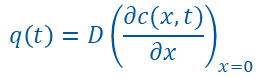 q(t) = D (∂c(x, t) / ∂x)ₓ₌₀